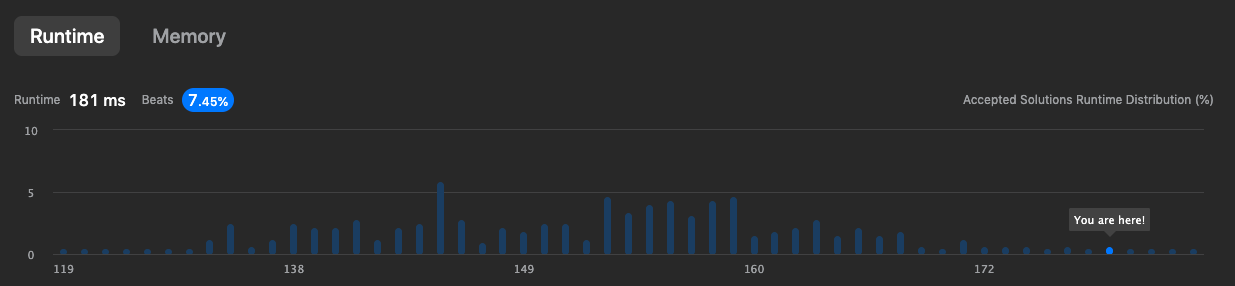 Runtime Memory
Runtime 181 ms Beats 7.45% Accepted Solutions Runtime Distribution (%)
10
5
You are here!
0
119 138 149 160 172